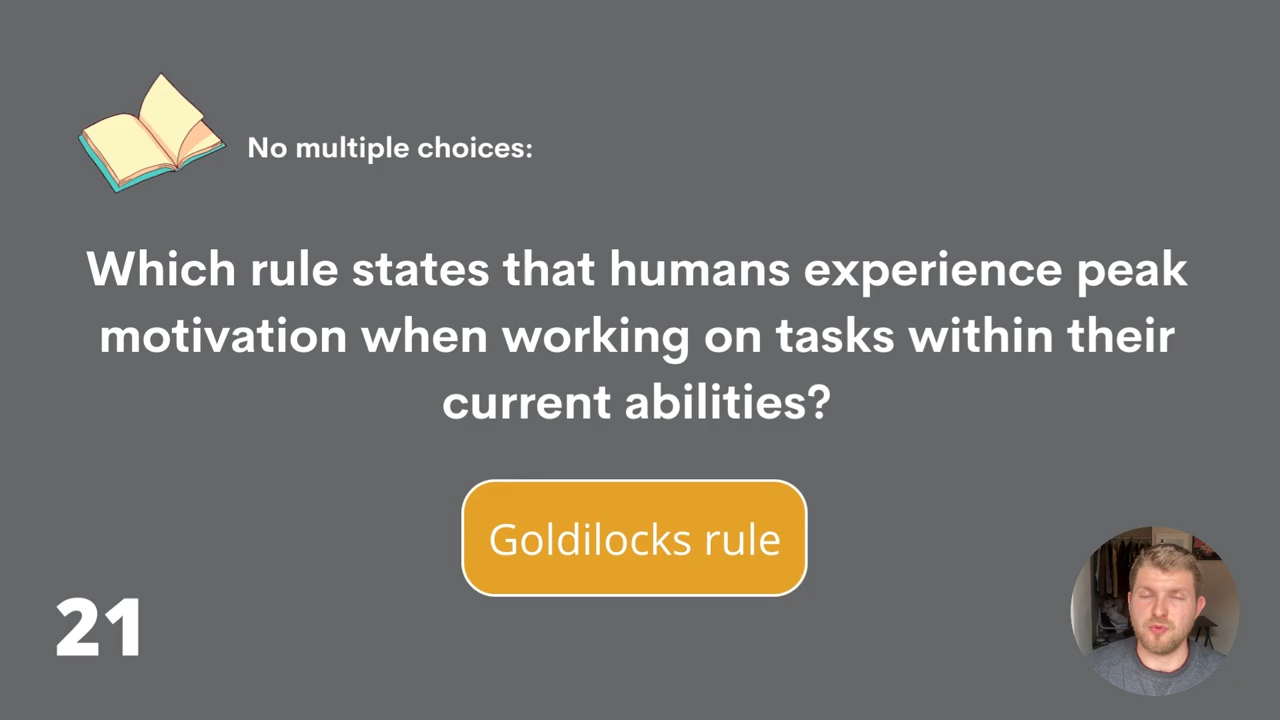 No multiple choices:
Which rule states that humans experience peak
motivation when working on tasks within their
current abilities?
Goldilocks rule
21